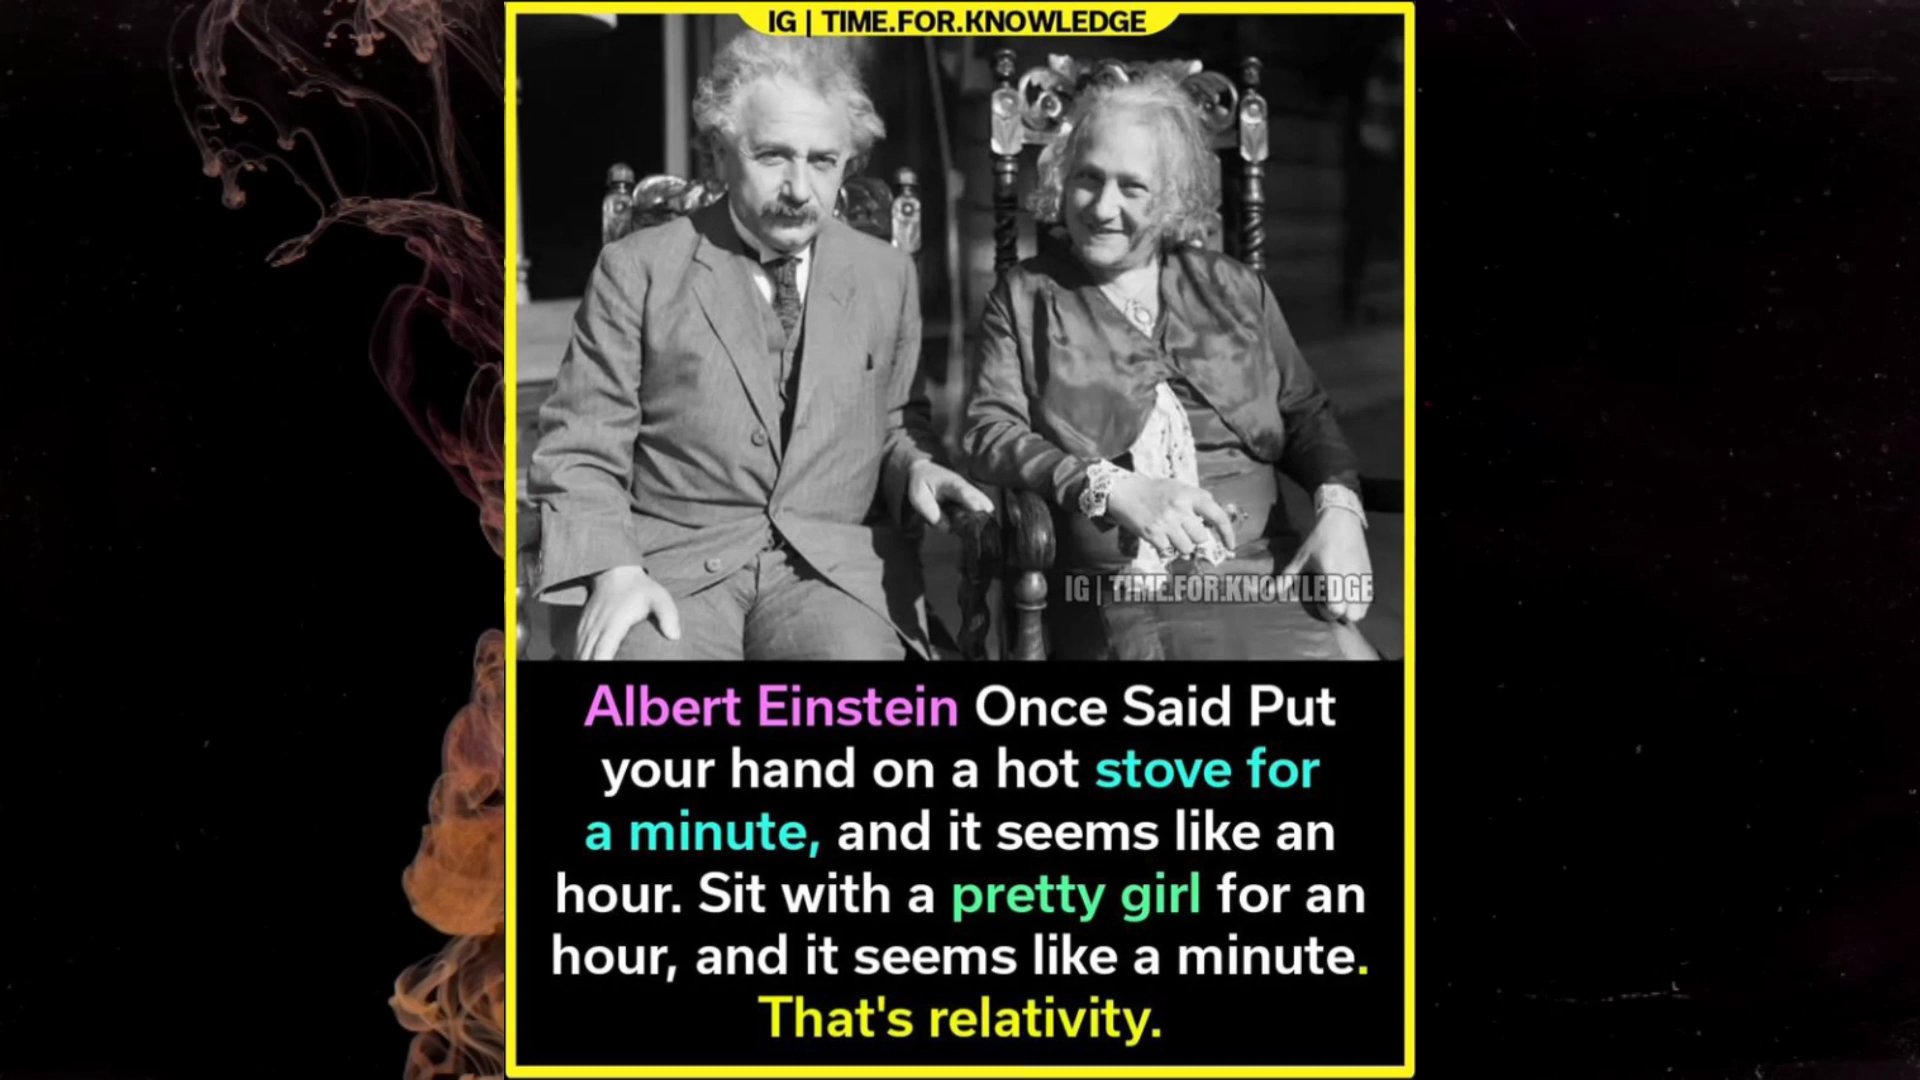 IG | TIME.FOR.KNOWLEDGE
IG | TIME.FOR.KNOWLEDGE
Albert Einstein Once Said Put
your hand on a hot stove for
a minute, and it seems like an
hour. Sit with a pretty girl for an
hour, and it seems like a minute.
That's relativity.